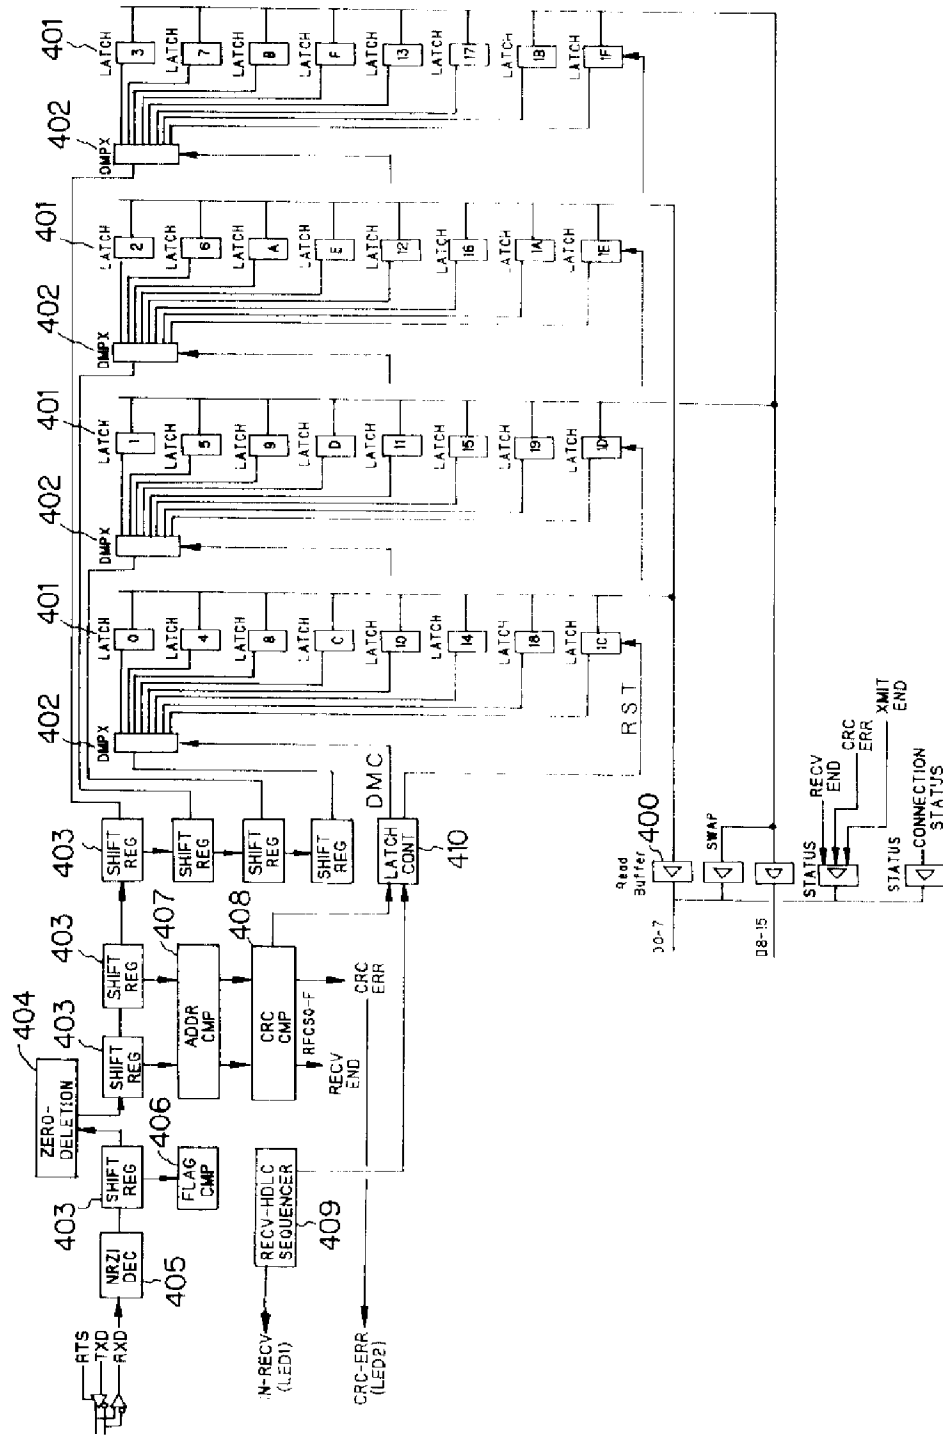 RTS
TXD
RXD
NRZI
DEC
405
SHIFT
REG
403
FLAG
CMP
406
ZERO-
DELETION
404
SHIFT
REG
403
SHIFT
REG
403
ADDR
CMP
407
CRC
CMP
408
RFCSQ-F
RECV
END
CRC
ERR
RECV-HDLC
SEQUENCER
409
IN-RECV
(LED1)
CRC-ERR
(LED2)
403
SHIFT
REG
SHIFT
REG
SHIFT
REG
SHIFT
REG
LATCH
CONT
410
DMC
RST
402
DMPX
401
LATCH
0
LATCH
4
LATCH
8
LATCH
C
LATCH
10
LATCH
14
LATCH
18
LATCH
1C
402
DMPX
401
LATCH
1
LATCH
5
LATCH
9
LATCH
D
LATCH
11
LATCH
15
LATCH
19
LATCH
1D
402
DMPX
401
LATCH
2
LATCH
6
LATCH
A
LATCH
E
LATCH
12
LATCH
16
LATCH
1A
LATCH
1E
402
DMPX
401
LATCH
3
LATCH
7
LATCH
B
LATCH
F
LATCH
13
LATCH
17
LATCH
1B
LATCH
1F
Read
Buffer
400
D0-7
SWAP
D8-15
STATUS
RECV
END
CRC
ERR
XMIT
END
STATUS
CONNECTION
STATUS